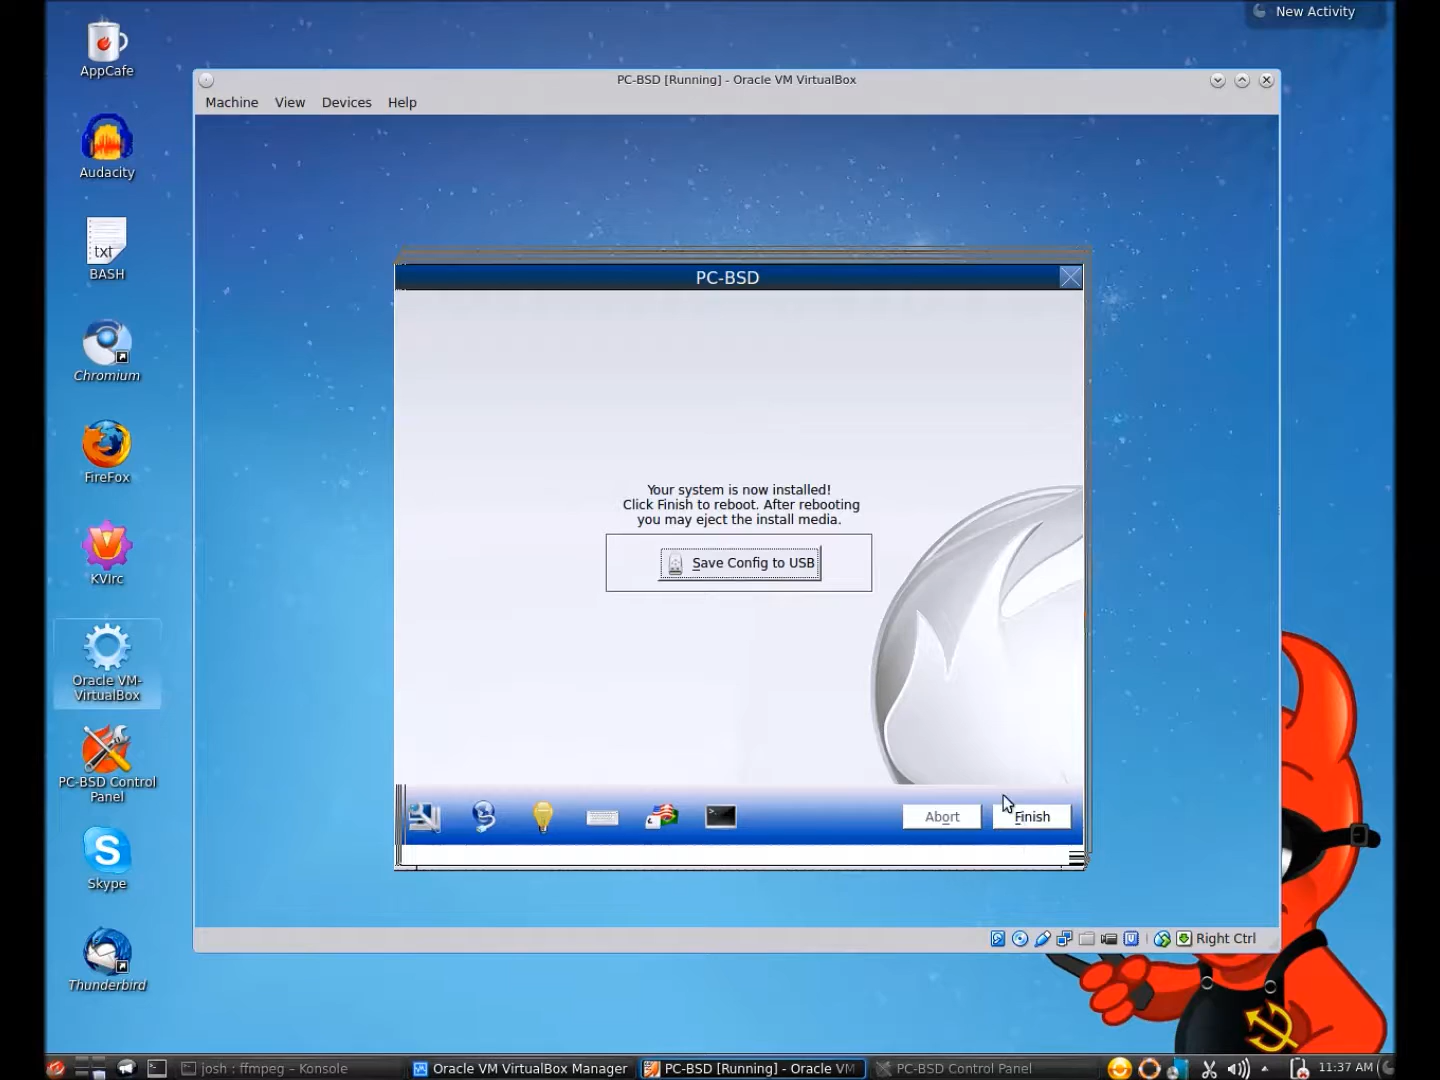 New Activity
AppCafe
Audacity
txt
BASH
Chromium
FireFox
KVIrc
Oracle VM-
VirtualBox
PC-BSD Control
Panel
Skype
Thunderbird
PC-BSD [Running] - Oracle VM VirtualBox
Machine View Devices Help
PC-BSD
Your system is now installed!
Click Finish to reboot. After rebooting
you may eject the install media.
Save Config to USB
Abort Finish
Right Ctrl
josh : ffmpeg – Konsole Oracle VM VirtualBox Manager PC-BSD [Running] - Oracle VM PC-BSD Control Panel 11:37 AM